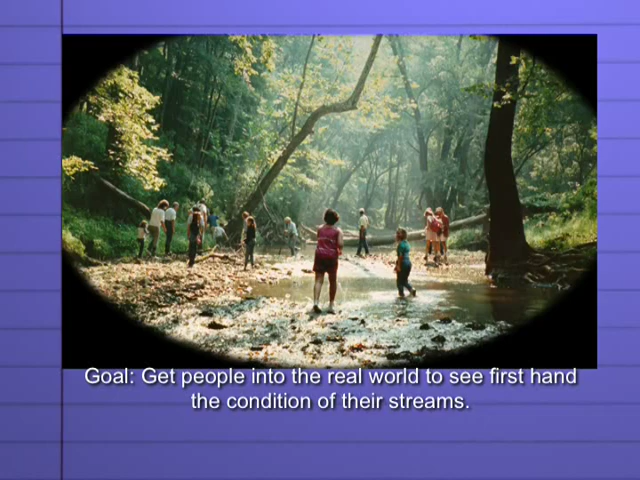 Goal: Get people into the real world to see first hand
the condition of their streams.